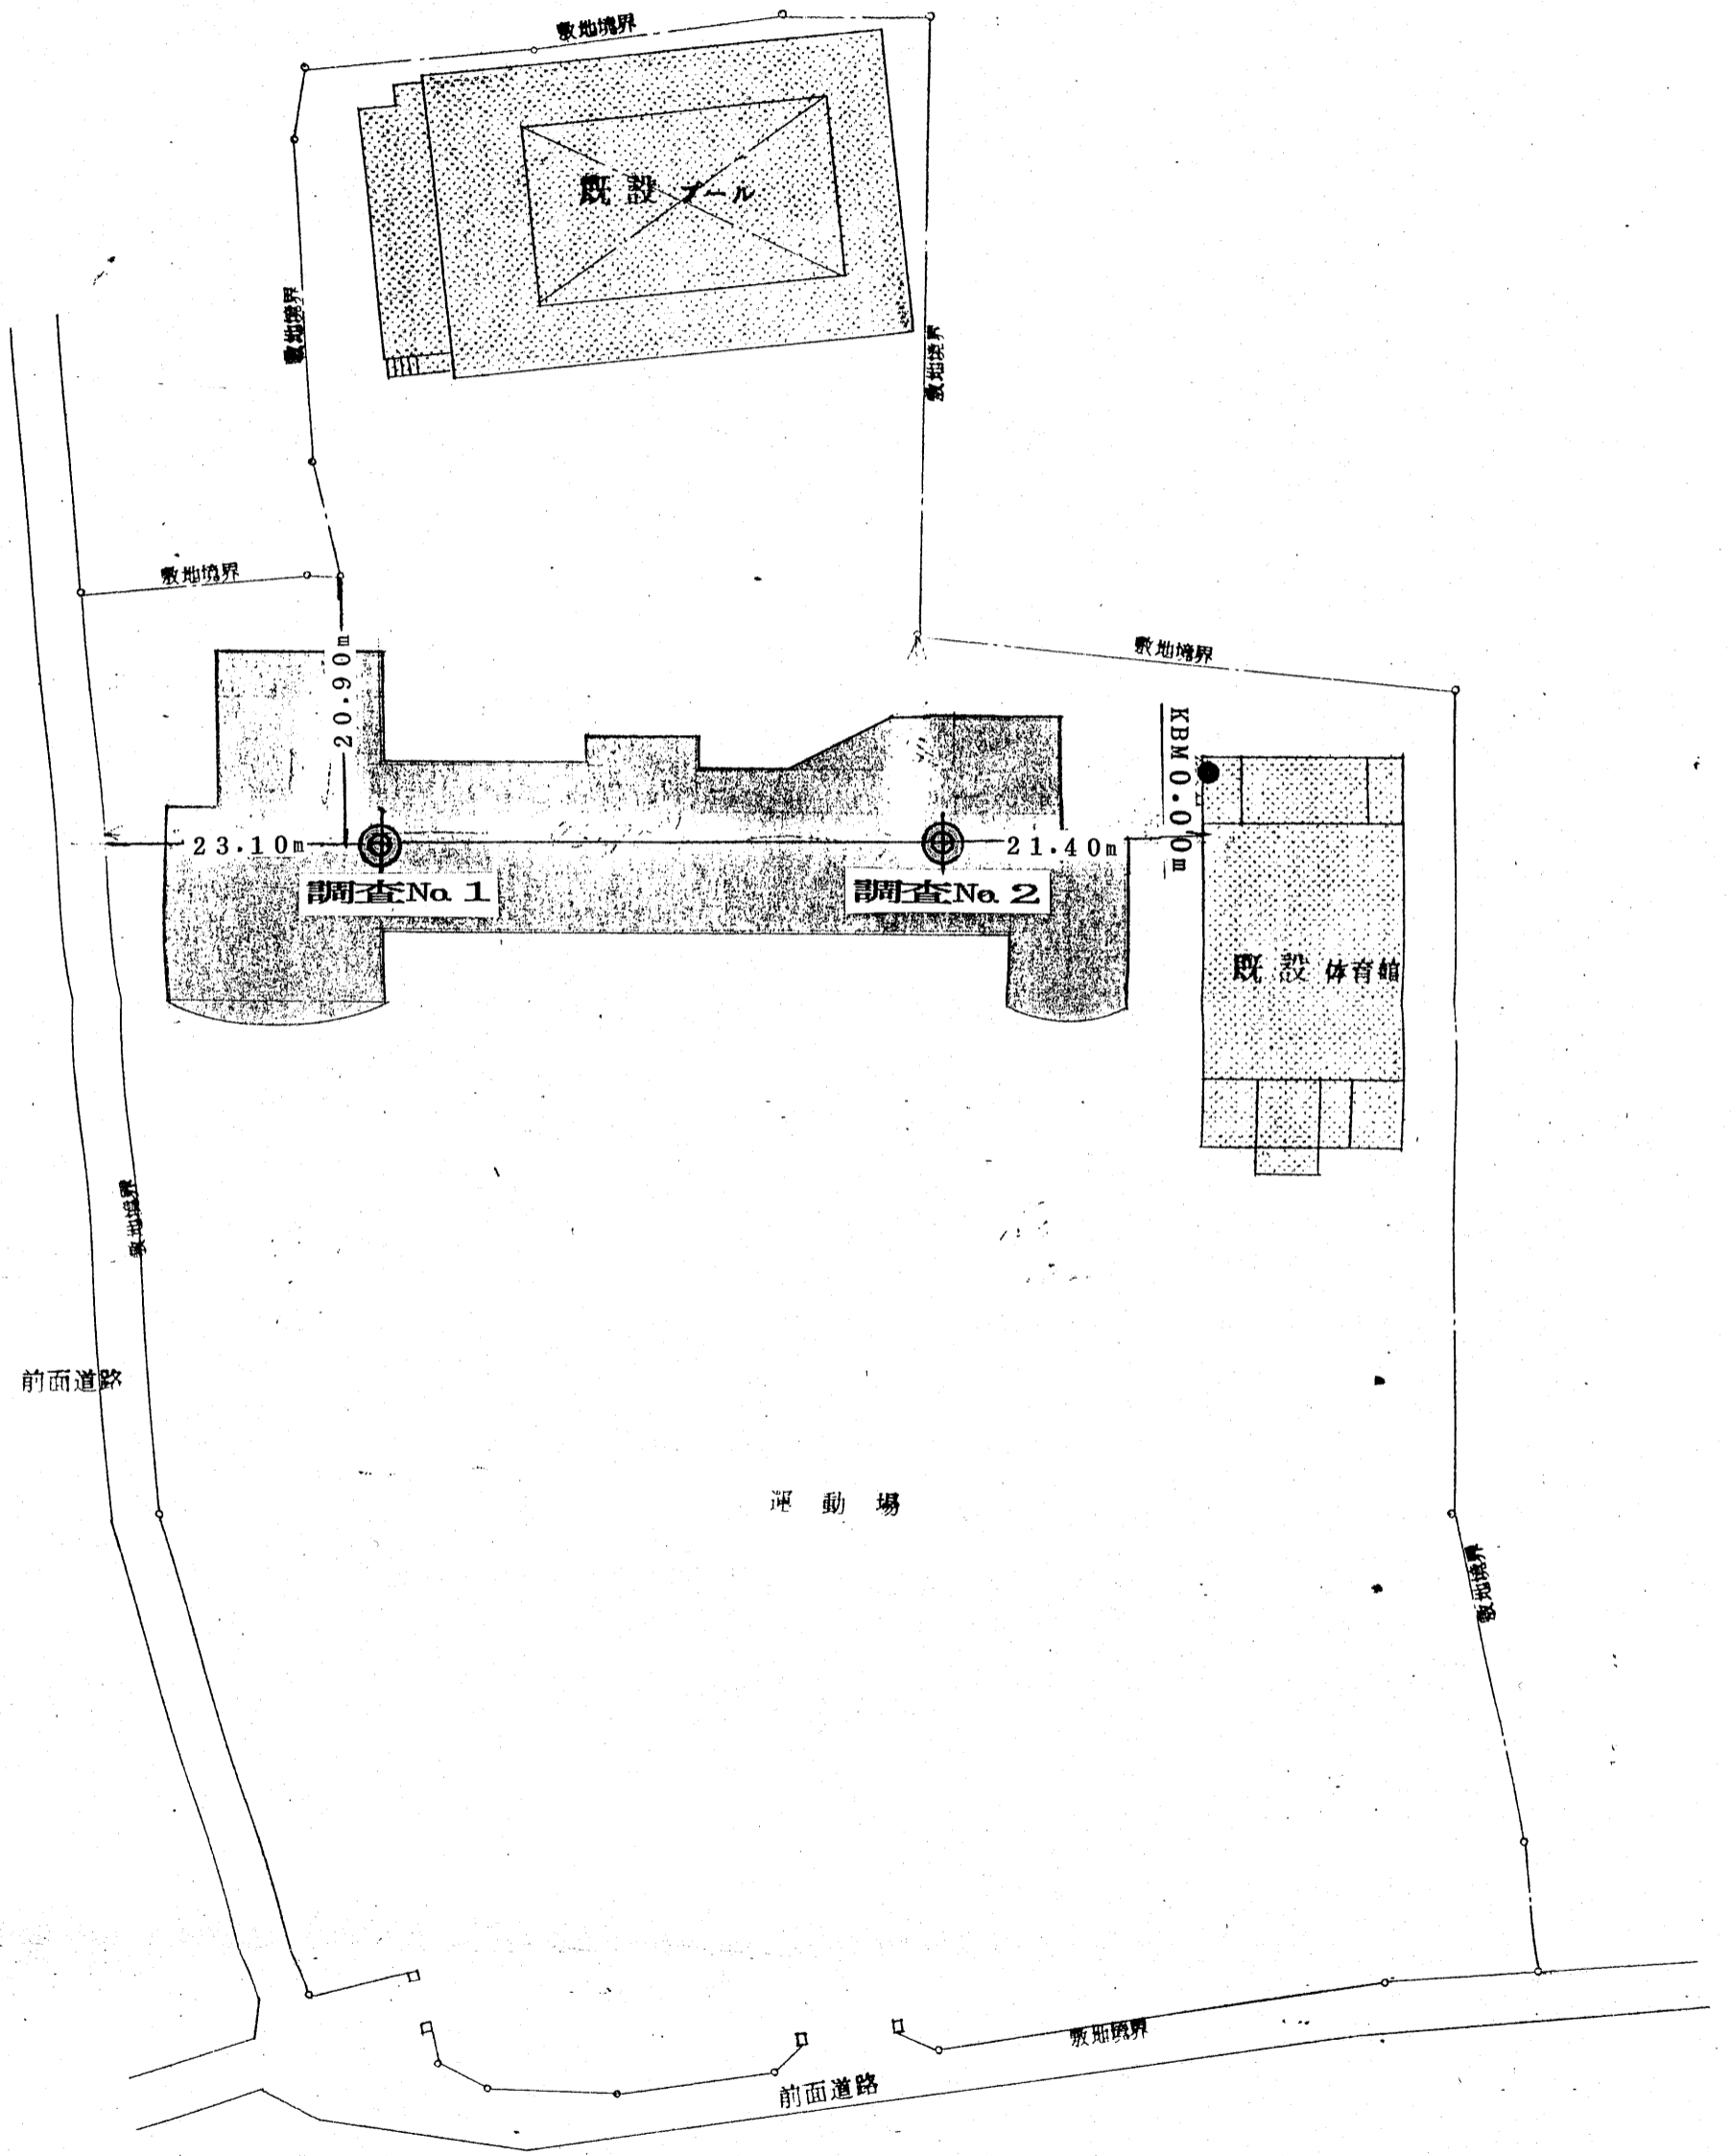 敷地境界
既設プール
敷地境界
敷地境界
敷地境界
敷地境界
20.90m
KBM0.00m
23.10m
21.40m
調査No.1
調査No.2
既設 体育館
敷地境界
前面道路
運動場
敷地境界
敷地境界
前面道路